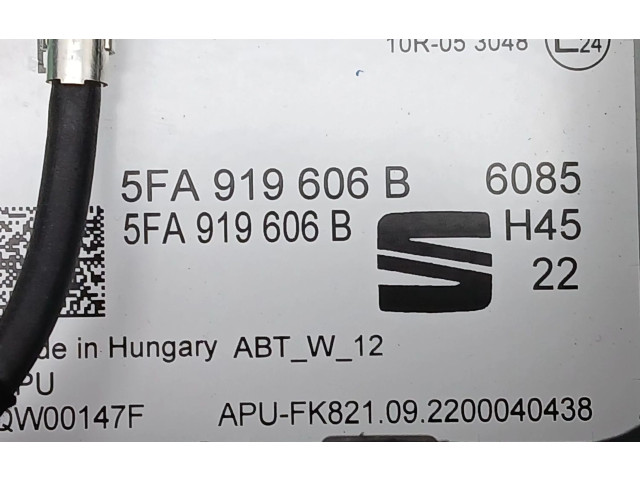 10R-05 3048 E24
5FA 919 606 B 6085
5FA 919 606 B H45
22
de in Hungary ABT_W_12
PU
QW00147F APU-FK821.09.2200040438